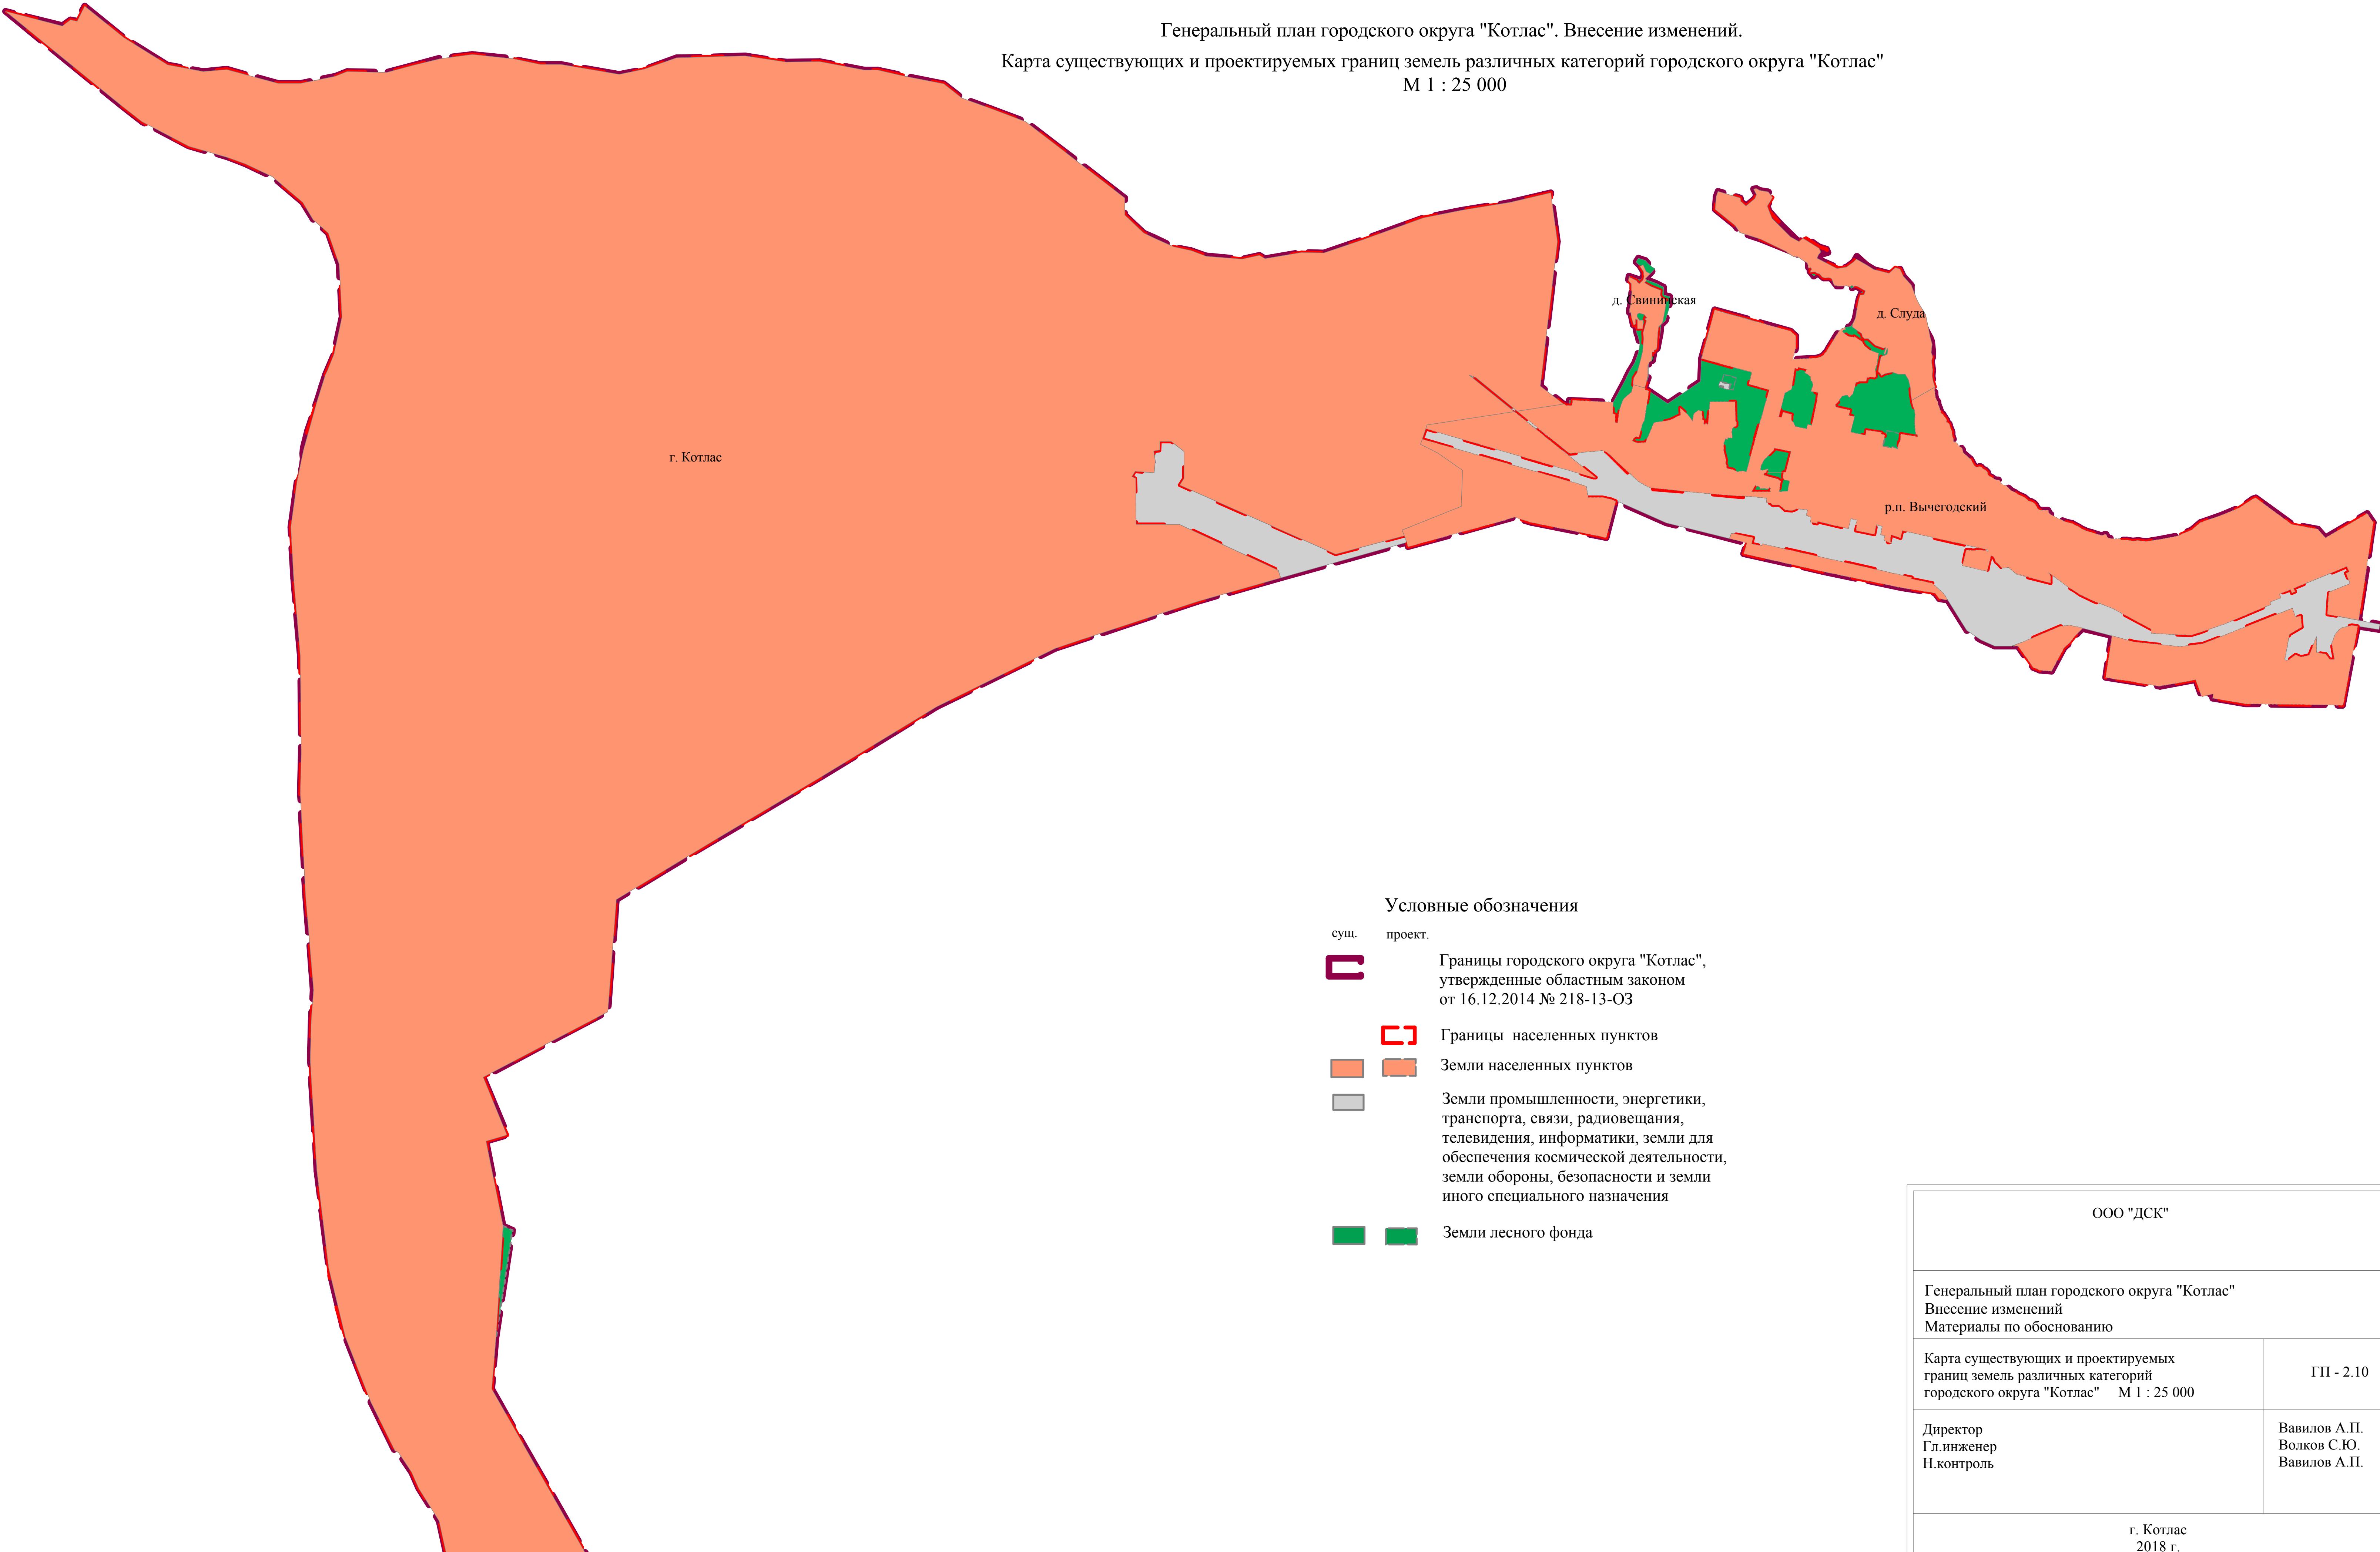 Генеральный план городского округа "Котлас". Внесение изменений.
Карта существующих и проектируемых границ земель различных категорий городского округа "Котлас"
М 1 : 25 000
д. Свининская
д. Слуда
г. Котлас
р.п. Вычегодский
Условные обозначения
сущ. проект.
Границы городского округа "Котлас",
утвержденные областным законом
от 16.12.2014 № 218-13-ОЗ
Границы населенных пунктов
Земли населенных пунктов
Земли промышленности, энергетики,
транспорта, связи, радиовещания,
телевидения, информатики, земли для
обеспечения космической деятельности,
земли обороны, безопасности и земли
иного специального назначения
Земли лесного фонда
ООО "ДСК"
Генеральный план городского округа "Котлас"
Внесение изменений
Материалы по обоснованию
Карта существующих и проектируемых
границ земель различных категорий
городского округа "Котлас" М 1 : 25 000
ГП - 2.10
Директор Вавилов А.П.
Гл.инженер Волков С.Ю.
Н.контроль Вавилов А.П.
г. Котлас
2018 г.